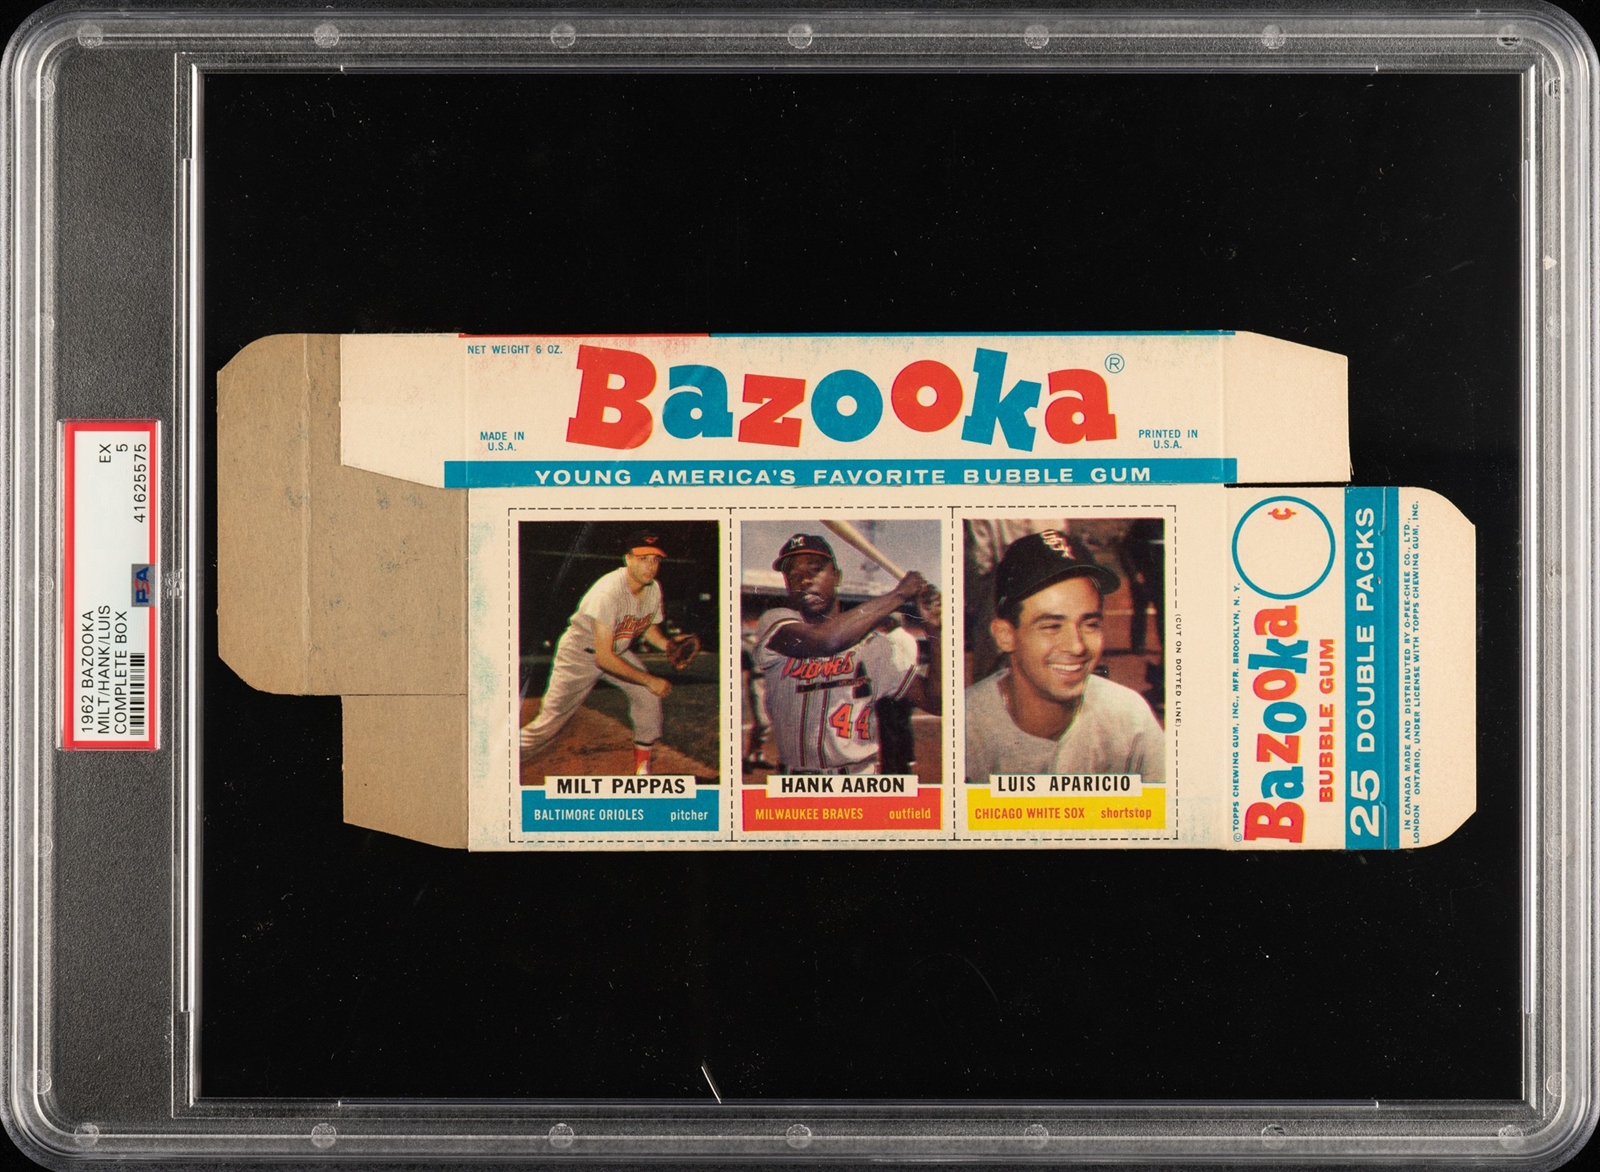 1962 BAZOOKA
MILT/HANK/LUIS
COMPLETE BOX
EX
5
41625575
PSA
NET WEIGHT 6 OZ.
Bazooka®
MADE IN
U.S.A.
PRINTED IN
U.S.A.
YOUNG AMERICA'S FAVORITE BUBBLE GUM
MILT PAPPAS
BALTIMORE ORIOLES pitcher
Braves
44
HANK AARON
MILWAUKEE BRAVES outfield
LUIS APARICIO
CHICAGO WHITE SOX shortstop
(CUT ON DOTTED LINE)
© TOPPS CHEWING GUM, INC., MFR. BROOKLYN, N. Y.
¢
Bazooka
BUBBLE GUM
25 DOUBLE PACKS
IN CANADA MADE AND DISTRIBUTED BY O-PEE-CHEE CO., LTD.,
LONDON ONTARIO, UNDER LICENSE WITH TOPPS CHEWING GUM, INC.